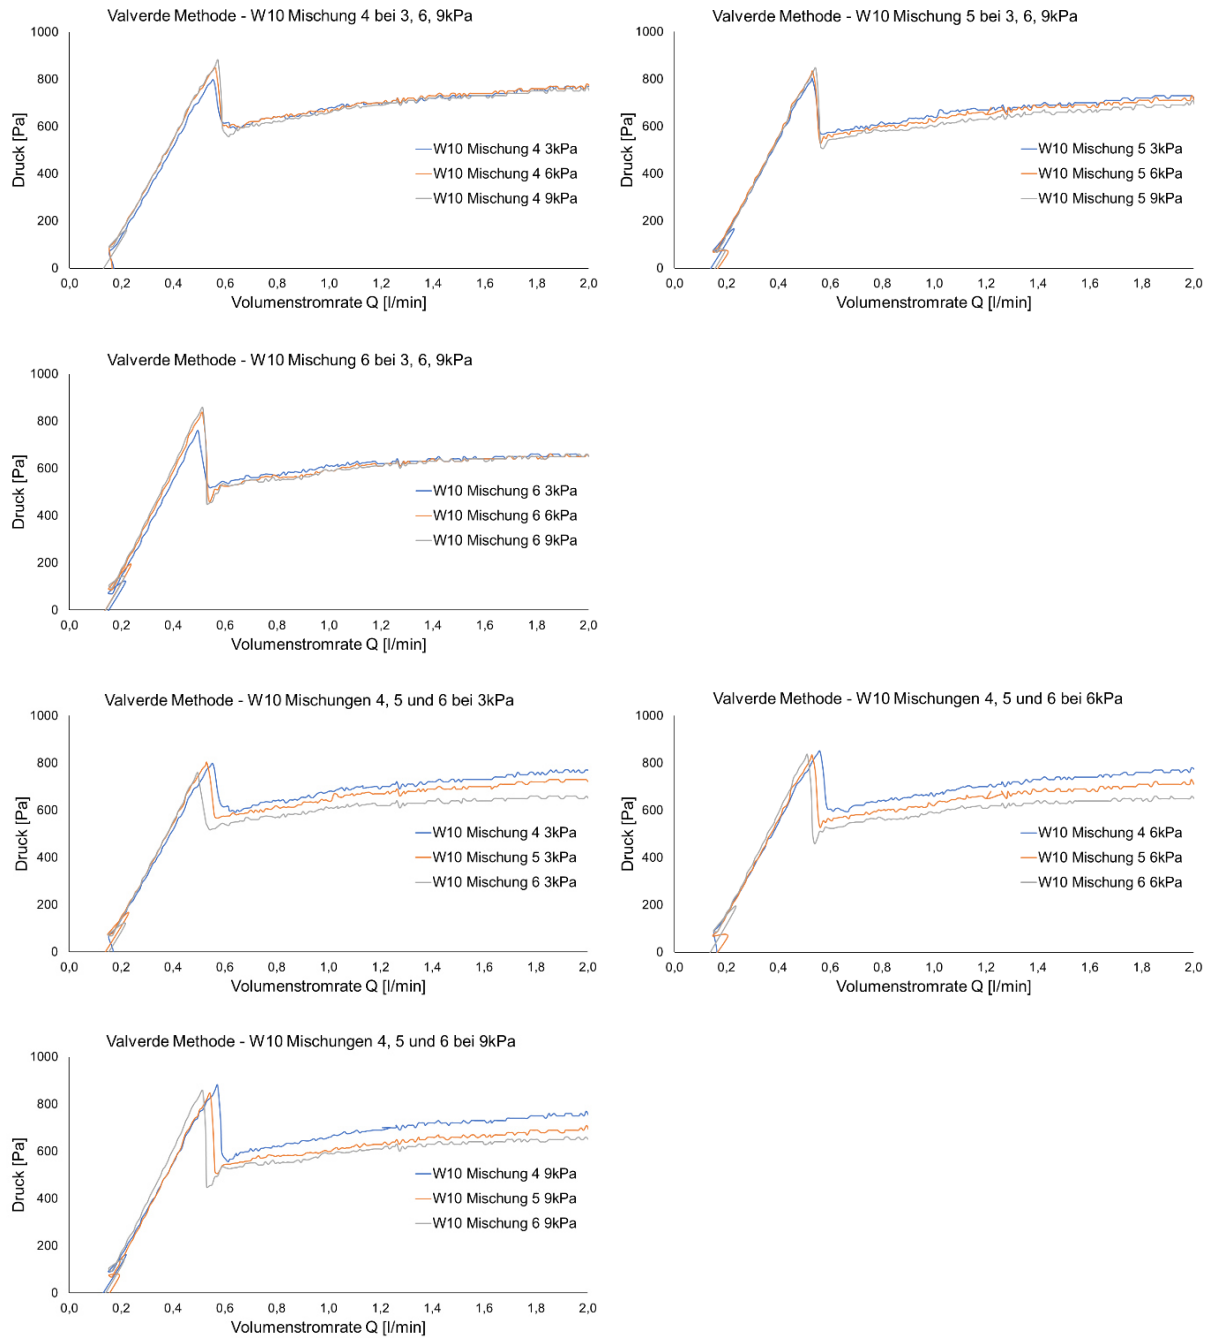 Valverde Methode - W10 Mischung 4 bei 3, 6, 9kPa
1000
800
600
400
200
0
Druck [Pa]
W10 Mischung 4 3kPa
W10 Mischung 4 6kPa
W10 Mischung 4 9kPa
0,0 0,2 0,4 0,6 0,8 1,0 1,2 1,4 1,6 1,8 2,0
Volumenstromrate Q [l/min]
Valverde Methode - W10 Mischung 5 bei 3, 6, 9kPa
1000
800
600
400
200
0
Druck [Pa]
W10 Mischung 5 3kPa
W10 Mischung 5 6kPa
W10 Mischung 5 9kPa
0,0 0,2 0,4 0,6 0,8 1,0 1,2 1,4 1,6 1,8 2,0
Volumenstromrate Q [l/min]
Valverde Methode - W10 Mischung 6 bei 3, 6, 9kPa
1000
800
600
400
200
0
Druck [Pa]
W10 Mischung 6 3kPa
W10 Mischung 6 6kPa
W10 Mischung 6 9kPa
0,0 0,2 0,4 0,6 0,8 1,0 1,2 1,4 1,6 1,8 2,0
Volumenstromrate Q [l/min]
Valverde Methode - W10 Mischungen 4, 5 und 6 bei 3kPa
1000
800
600
400
200
0
Druck [Pa]
W10 Mischung 4 3kPa
W10 Mischung 5 3kPa
W10 Mischung 6 3kPa
0,0 0,2 0,4 0,6 0,8 1,0 1,2 1,4 1,6 1,8 2,0
Volumenstromrate Q [l/min]
Valverde Methode - W10 Mischungen 4, 5 und 6 bei 6kPa
1000
800
600
400
200
0
Druck [Pa]
W10 Mischung 4 6kPa
W10 Mischung 5 6kPa
W10 Mischung 6 6kPa
0,0 0,2 0,4 0,6 0,8 1,0 1,2 1,4 1,6 1,8 2,0
Volumenstromrate Q [l/min]
Valverde Methode - W10 Mischungen 4, 5 und 6 bei 9kPa
1000
800
600
400
200
0
Druck [Pa]
W10 Mischung 4 9kPa
W10 Mischung 5 9kPa
W10 Mischung 6 9kPa
0,0 0,2 0,4 0,6 0,8 1,0 1,2 1,4 1,6 1,8 2,0
Volumenstromrate Q [l/min]